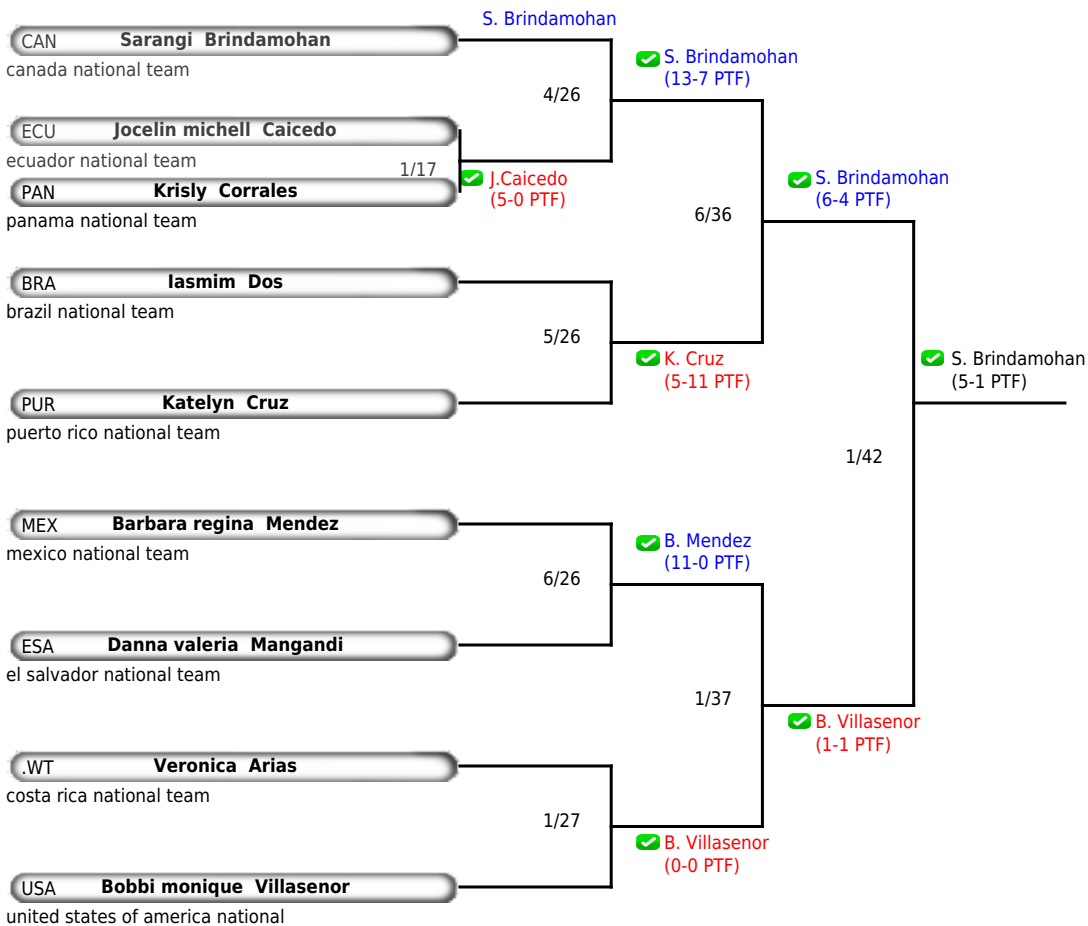 S. Brindamohan
CAN Sarangi Brindamohan
canada national team
S. Brindamohan
(13-7 PTF)
4/26
ECU Jocelin michell Caicedo
ecuador national team
1/17
J.Caicedo
(5-0 PTF)
PAN Krisly Corrales
panama national team
S. Brindamohan
(6-4 PTF)
6/36
BRA Iasmim Dos
brazil national team
5/26
K. Cruz
(5-11 PTF)
S. Brindamohan
(5-1 PTF)
PUR Katelyn Cruz
puerto rico national team
1/42
MEX Barbara regina Mendez
mexico national team
B. Mendez
(11-0 PTF)
6/26
ESA Danna valeria Mangandi
el salvador national team
1/37
B. Villasenor
(1-1 PTF)
.WT Veronica Arias
costa rica national team
1/27
B. Villasenor
(0-0 PTF)
USA Bobbi monique Villasenor
united states of america national